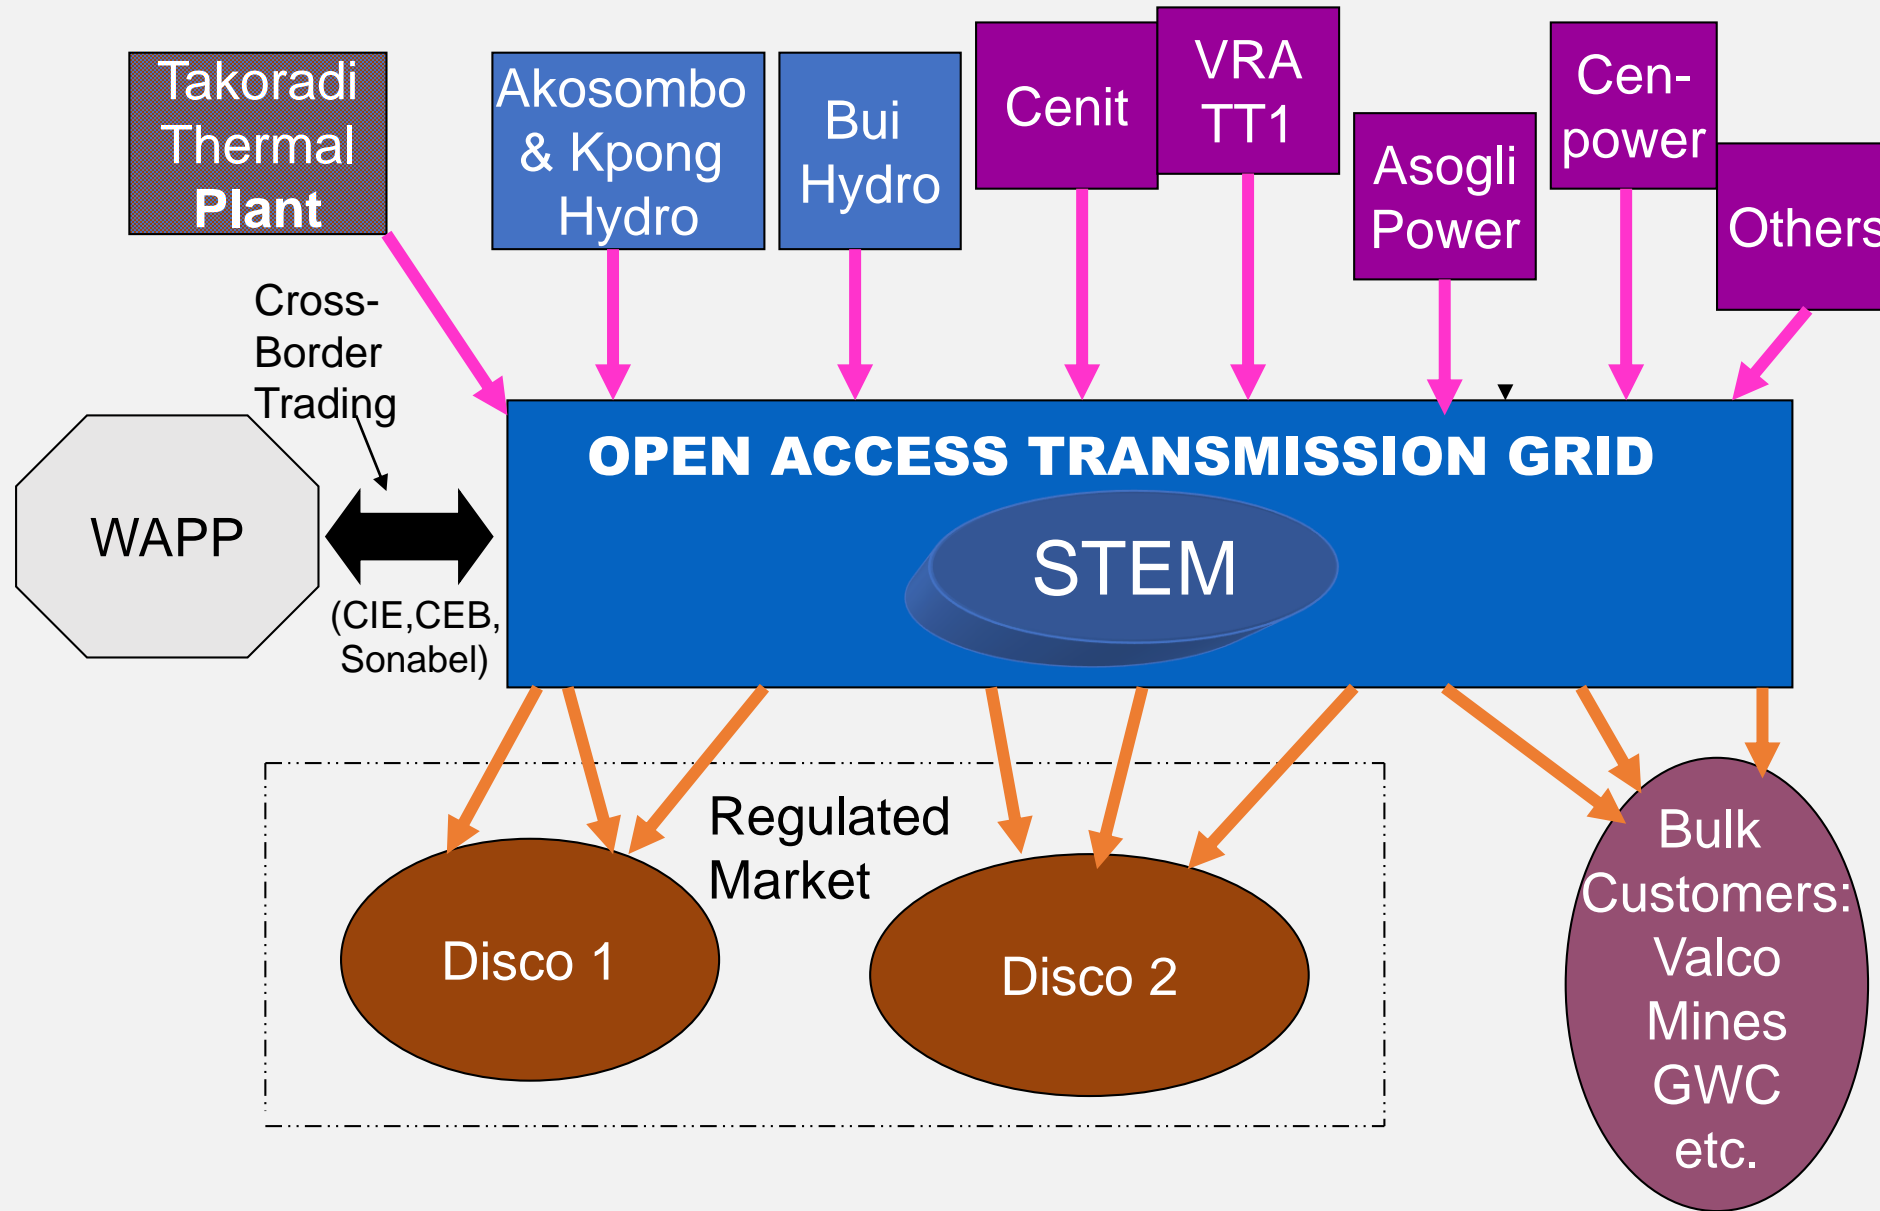 Takoradi
Thermal
Plant
Akosombo
& Kpong
Hydro
Bui
Hydro
Cenit
VRA
TT1
Asogli
Power
Cen-
power
Others
Cross-
Border
Trading
OPEN ACCESS TRANSMISSION GRID
STEM
WAPP
(CIE,CEB,
Sonabel)
Regulated
Market
Disco 1
Disco 2
Bulk
Customers:
Valco
Mines
GWC
etc.